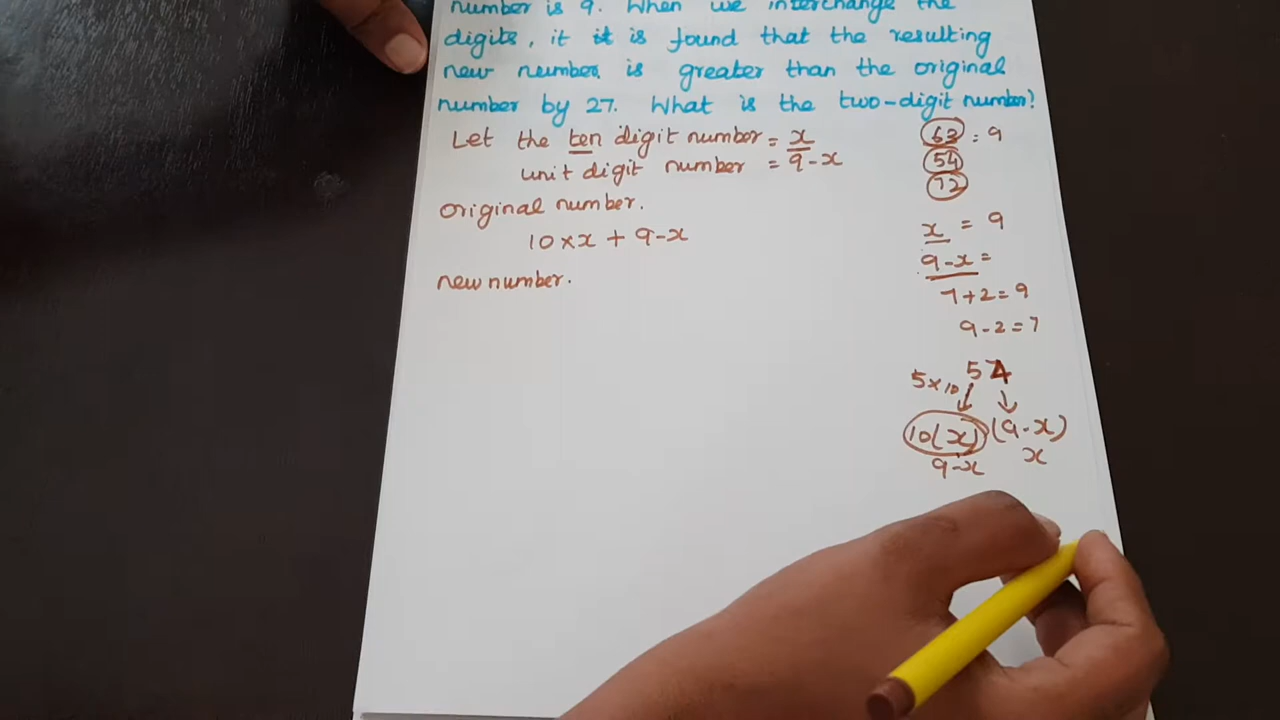 number is 9. When we interchange the
digits, it it is found that the resulting
new number is greater than the original
number by 27. What is the two-digit number?
Let the ten digit number = x
unit digit number = 9-x
original number.
10×x + 9-x
new number.
63 = 9
54
72
x = 9
9-x =
7+2=9
9-2=7
54
5×10
10(x) (9-x)
9-x x